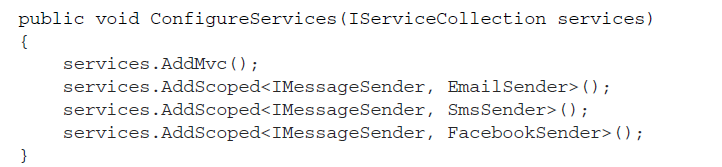 public void ConfigureServices(IServiceCollection services)
{
    services.AddMvc();
    services.AddScoped<IMessageSender, EmailSender>();
    services.AddScoped<IMessageSender, SmsSender>();
    services.AddScoped<IMessageSender, FacebookSender>();
}